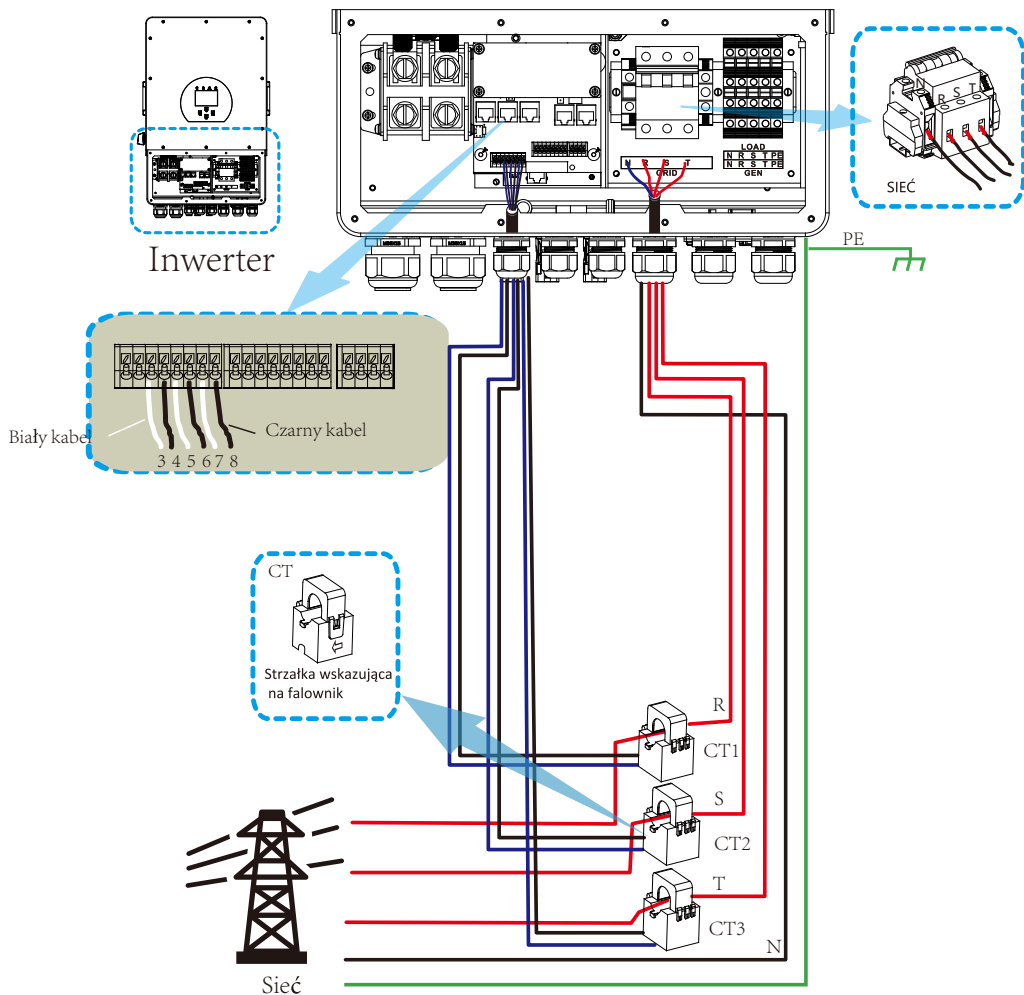 Inwerter
LOAD
N R S T PE
N R S T PE
GEN
N R S T
GRID
R S T
SIEĆ
PE
Biały kabel
Czarny kabel
3 4 5 6 7 8
CT
Strzałka wskazująca
na falownik
R
CT1
S
CT2
T
CT3
N
Sieć